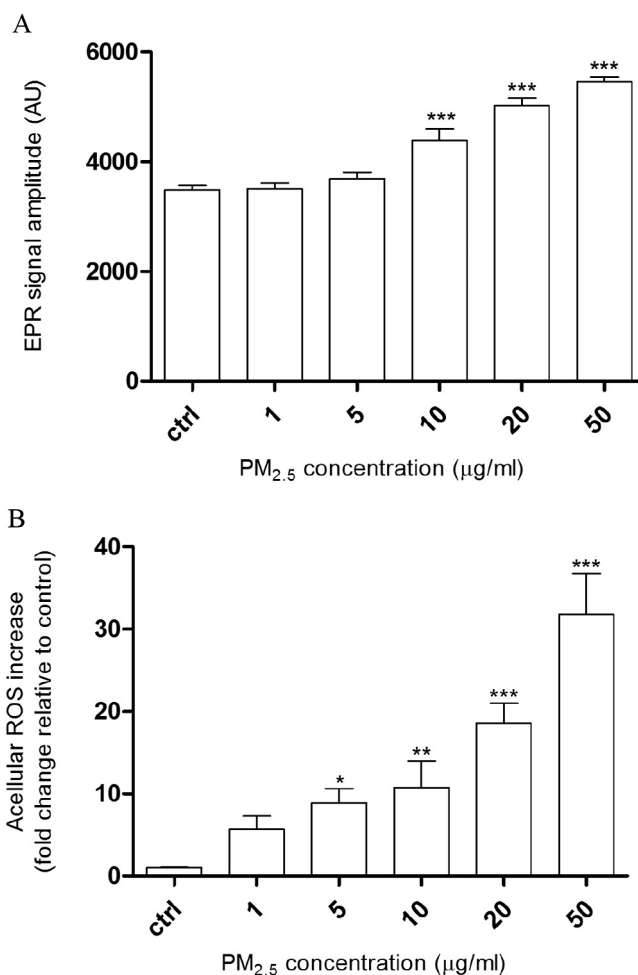 A
EPR signal amplitude (AU)
6000
4000
2000
0
***
***
***
ctrl
1
5
10
20
50
PM2.5 concentration (µg/ml)
B
Acellular ROS increase
(fold change relative to control)
40
30
20
10
0
*
**
***
***
ctrl
1
5
10
20
50
PM2.5 concentration (µg/ml)